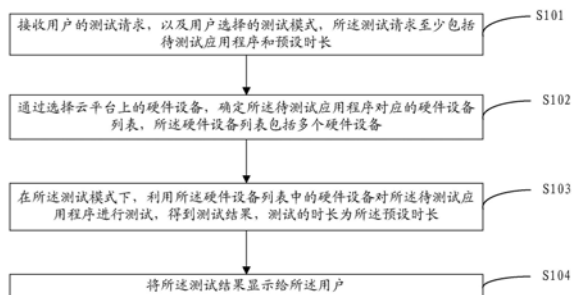 接收用户的测试请求，以及用户选择的测试模式，所述测试请求至少包括
待测试应用程序和预设时长
S101
通过选择云平台上的硬件设备，确定所述待测试应用程序对应的硬件设备
列表，所述硬件设备列表包括多个硬件设备
S102
在所述测试模式下，利用所述硬件设备列表中的硬件设备对所述待测试应
用程序进行测试，得到测试结果，测试的时长为所述预设时长
S103
将所述测试结果显示给所述用户
S104